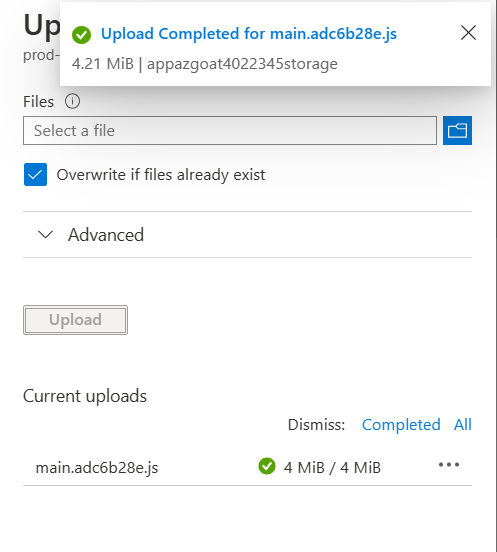 Up
prod-
Upload Completed for main.adc6b28e.js
4.21 MiB | appazgoat4022345storage
Files
Select a file
Overwrite if files already exist
Advanced
Upload
Current uploads
Dismiss: Completed All
main.adc6b28e.js 4 MiB / 4 MiB